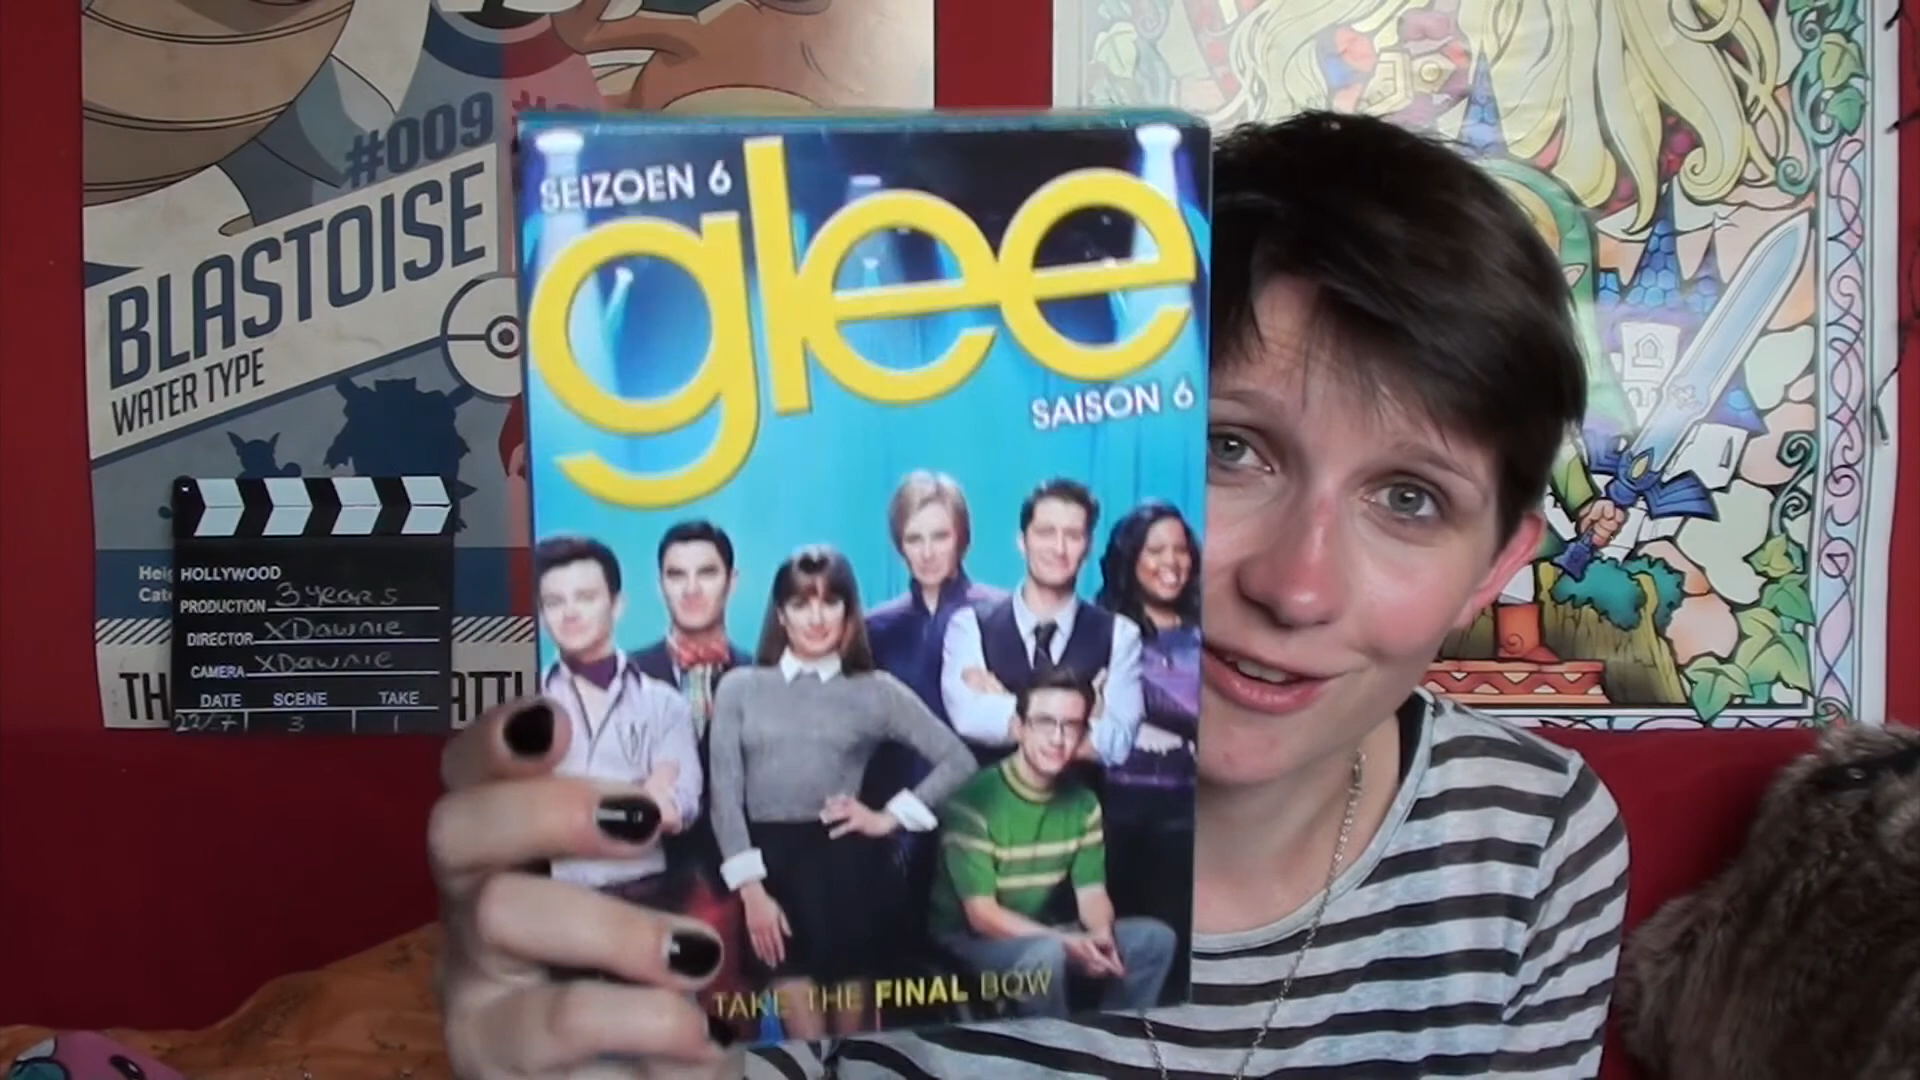 #009
BLASTOISE
WATER TYPE
HOLLYWOOD
PRODUCTION 3 years
DIRECTOR XDawnie
CAMERA XDawnie
DATE SCENE TAKE
22/7 3 1
SEIZOEN 6
glee
SAISON 6
TAKE THE FINAL BOW